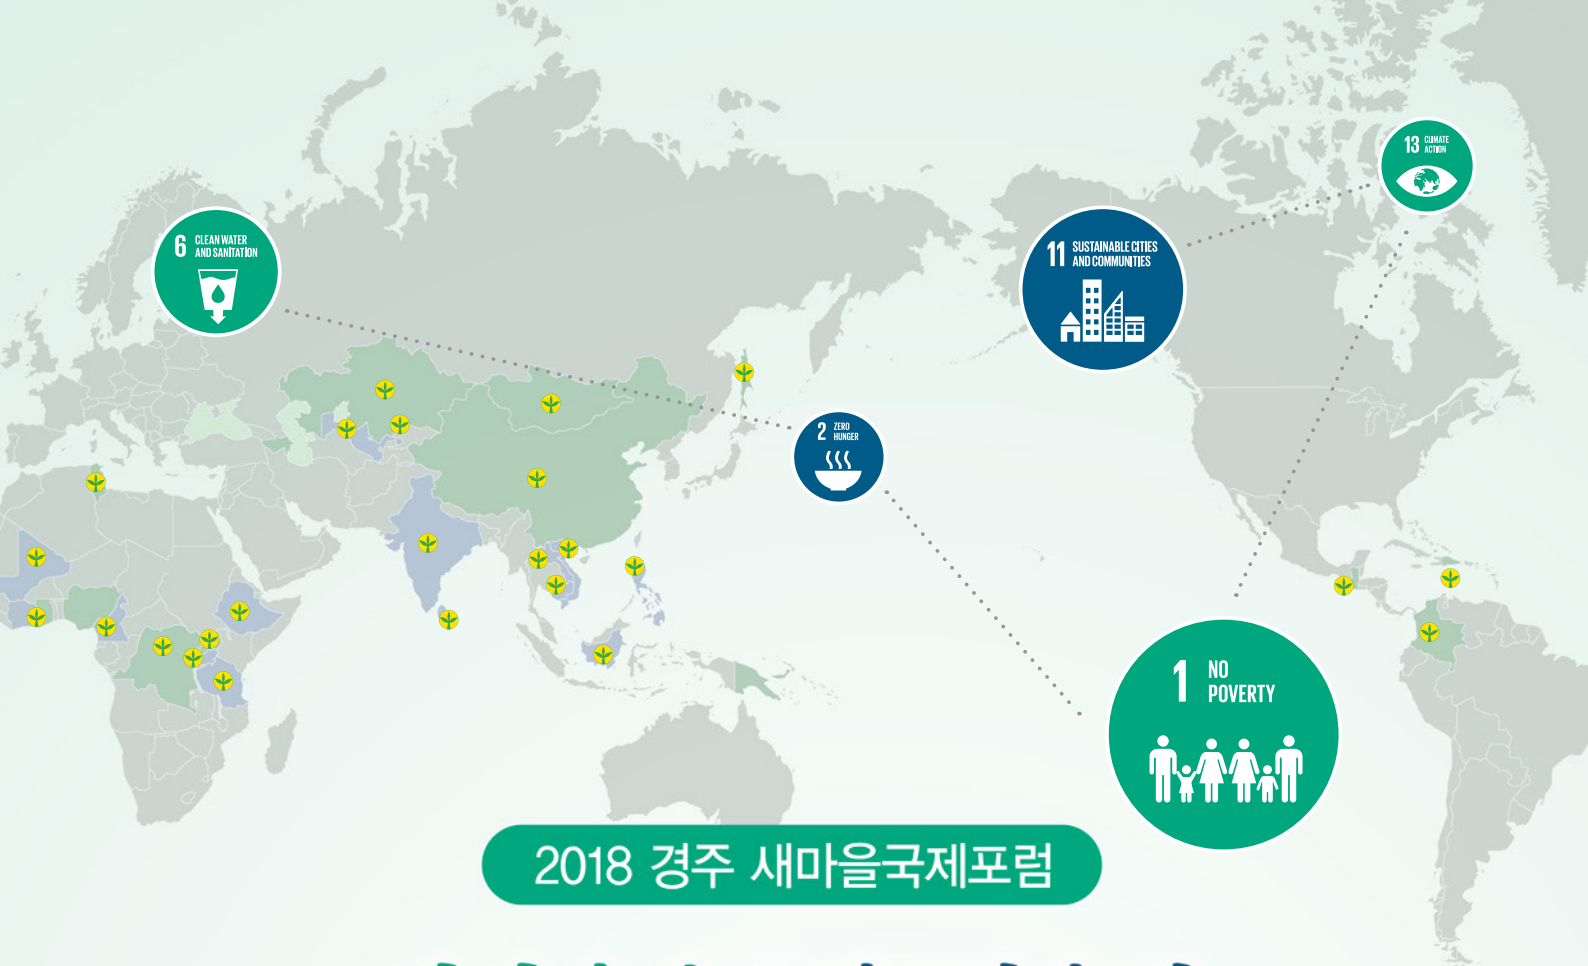 13 CLIMATE
ACTION
6 CLEAN WATER
AND SANITATION
11 SUSTAINABLE CITIES
AND COMMUNITIES
2 ZERO
HUNGER
1 NO
POVERTY
2018 경주 새마을국제포럼